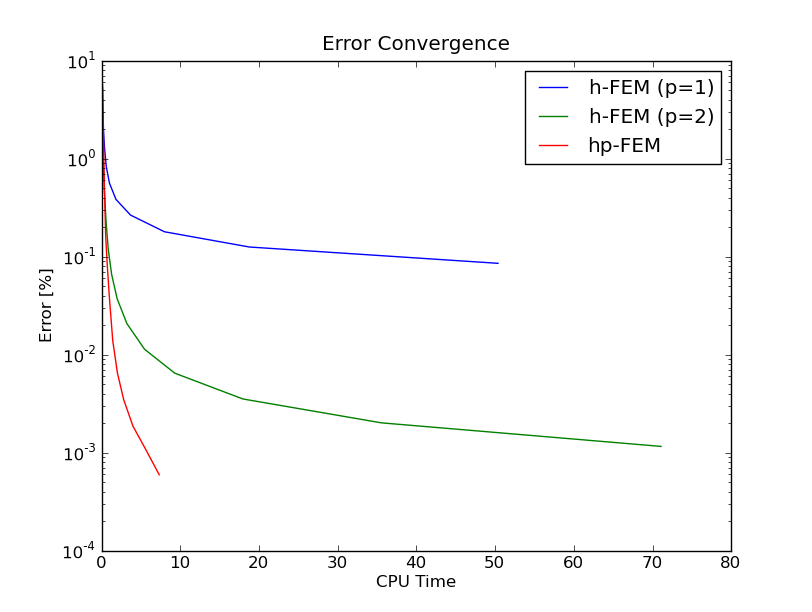 Error Convergence
h-FEM (p=1)
h-FEM (p=2)
hp-FEM
Error [%]
10^1
10^0
10^-1
10^-2
10^-3
10^-4
0 10 20 30 40 50 60 70 80
CPU Time